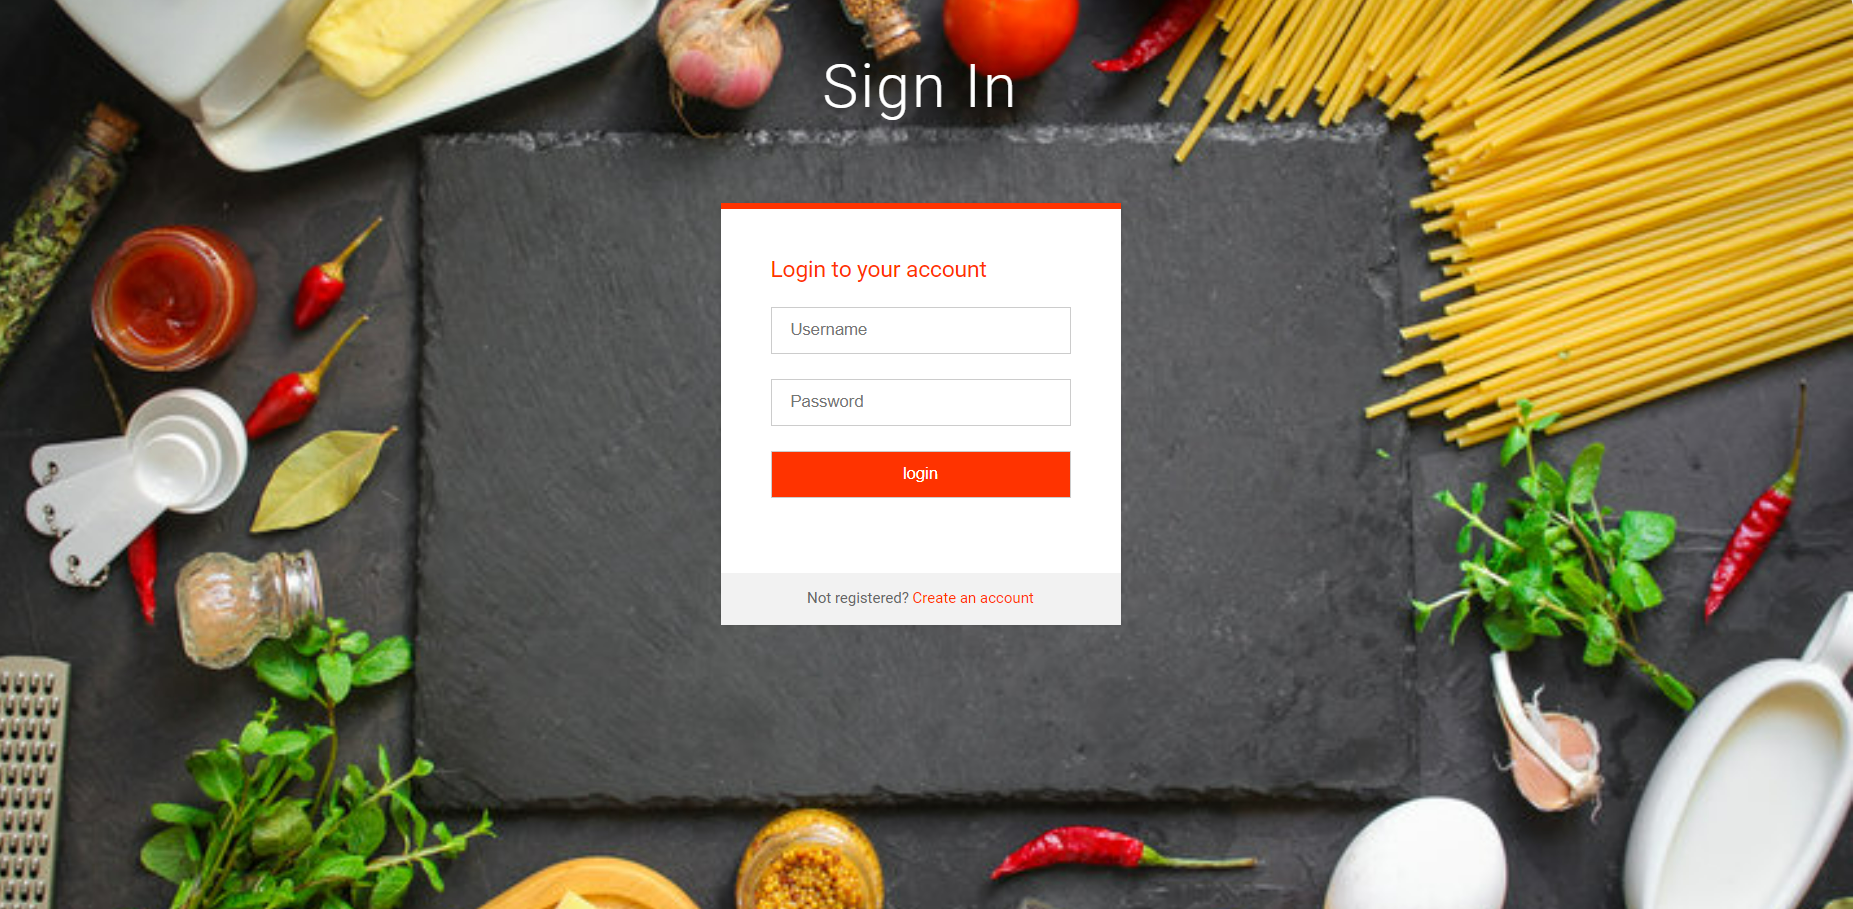 Sign In
Login to your account
Username
Password
login
Not registered? Create an account